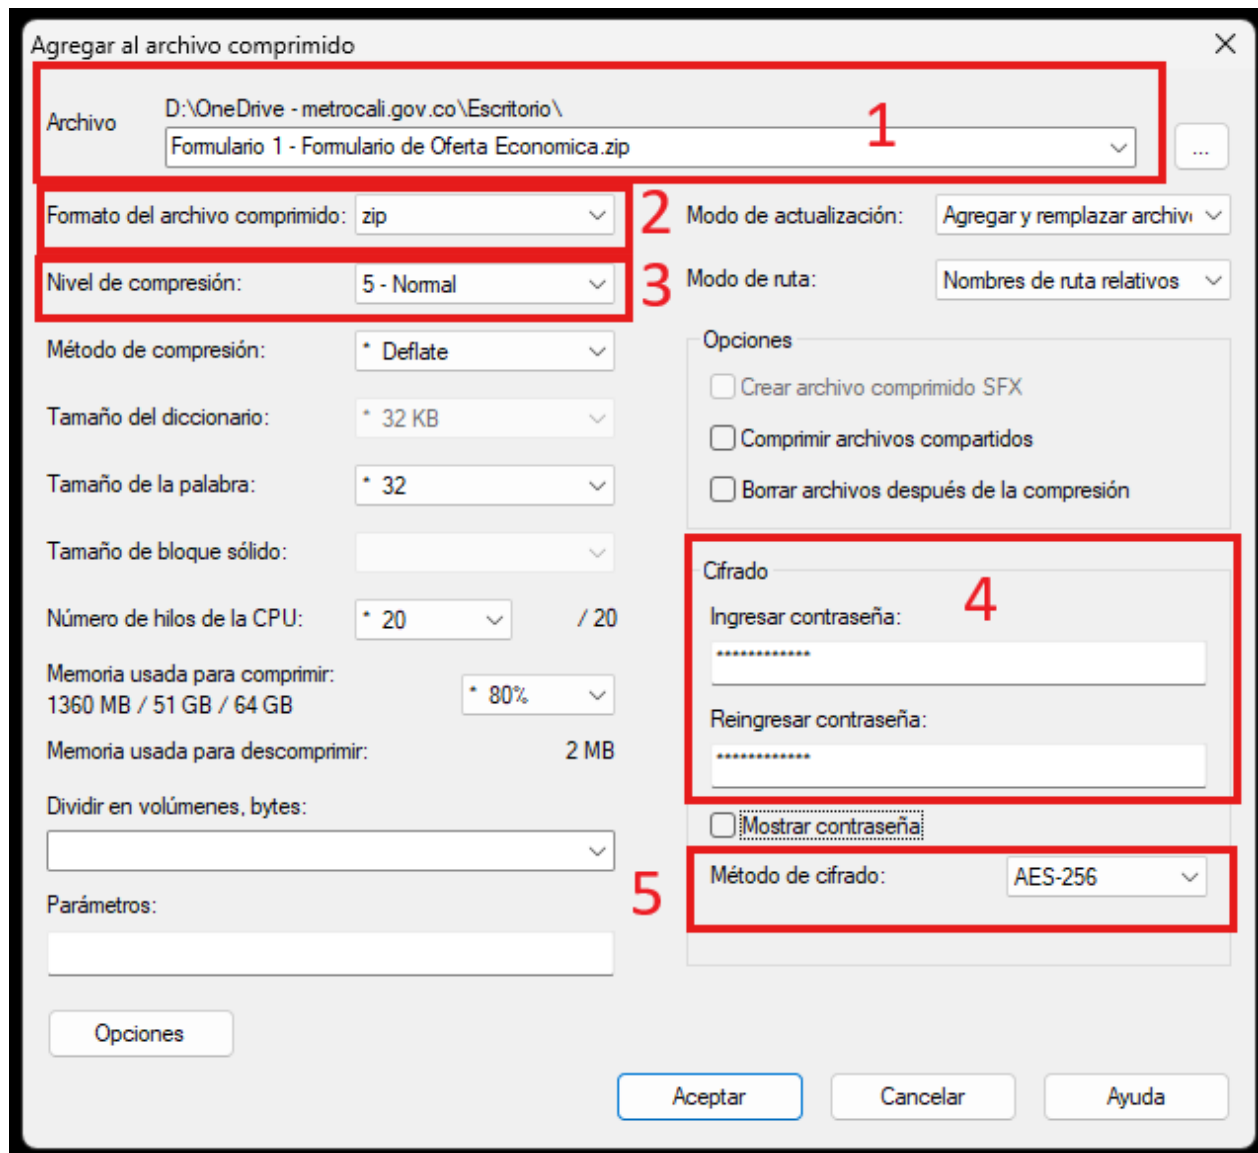 Agregar al archivo comprimido
Archivo
D:\OneDrive - metrocali.gov.co\Escritorio\
Formulario 1 - Formulario de Oferta Economica.zip
1
...
Formato del archivo comprimido: zip
2
Modo de actualización: Agregar y remplazar archiv
Nivel de compresión: 5 - Normal
3
Modo de ruta: Nombres de ruta relativos
Método de compresión: * Deflate
Tamaño del diccionario: * 32 KB
Tamaño de la palabra: * 32
Tamaño de bloque sólido:
Número de hilos de la CPU: * 20 / 20
Memoria usada para comprimir:
1360 MB / 51 GB / 64 GB
* 80%
Memoria usada para descomprimir: 2 MB
Dividir en volúmenes, bytes:
Parámetros:
Opciones
Opciones
Crear archivo comprimido SFX
Comprimir archivos compartidos
Borrar archivos después de la compresión
Cifrado
4
Ingresar contraseña:
************
Reingresar contraseña:
************
Mostrar contraseña
5
Método de cifrado: AES-256
Aceptar
Cancelar
Ayuda